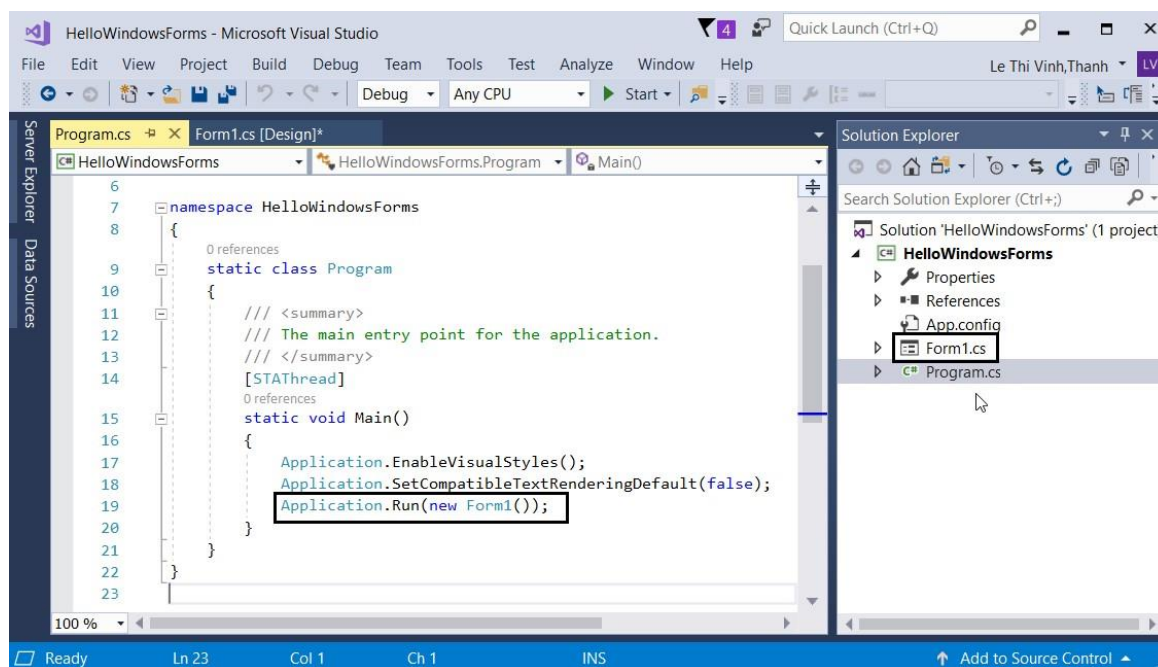 HelloWindowsForms - Microsoft Visual Studio
4
Quick Launch (Ctrl+Q)
File Edit View Project Build Debug Team Tools Test Analyze Window Help
Le Thi Vinh,Thanh
LV
Debug
Any CPU
Start
Server Explorer
Data Sources
Program.cs
Form1.cs [Design]*
HelloWindowsForms
HelloWindowsForms.Program
Main()
6
7 namespace HelloWindowsForms
8 {
0 references
9 static class Program
10 {
11 /// <summary>
12 /// The main entry point for the application.
13 /// </summary>
14 [STAThread]
0 references
15 static void Main()
16 {
17 Application.EnableVisualStyles();
18 Application.SetCompatibleTextRenderingDefault(false);
19 Application.Run(new Form1());
20 }
21 }
22 }
23
100 %
Solution Explorer
Search Solution Explorer (Ctrl+;)
Solution 'HelloWindowsForms' (1 project
HelloWindowsForms
Properties
References
App.config
Form1.cs
Program.cs
Ready Ln 23 Col 1 Ch 1 INS
Add to Source Control